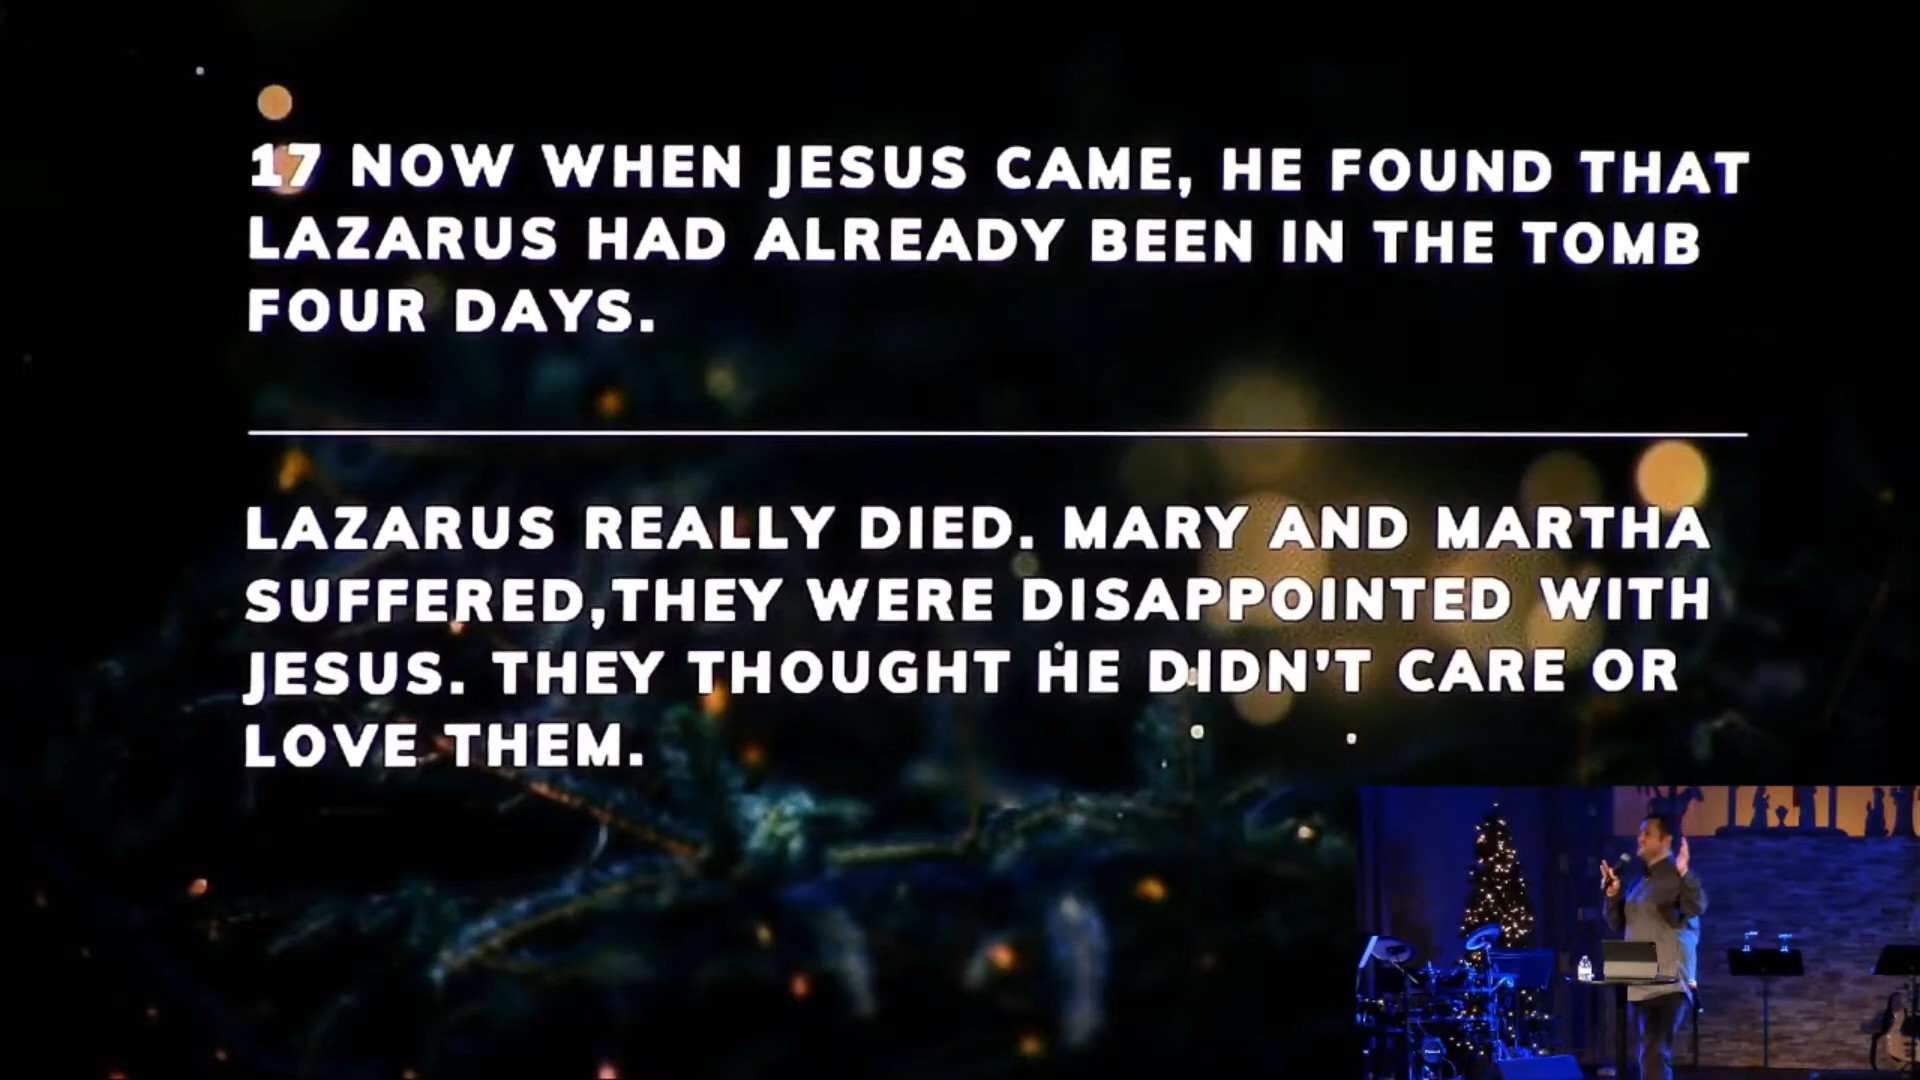 17 NOW WHEN JESUS CAME, HE FOUND THAT
LAZARUS HAD ALREADY BEEN IN THE TOMB
FOUR DAYS.
LAZARUS REALLY DIED. MARY AND MARTHA
SUFFERED,THEY WERE DISAPPOINTED WITH
JESUS. THEY THOUGHT HE DIDN'T CARE OR
LOVE THEM.